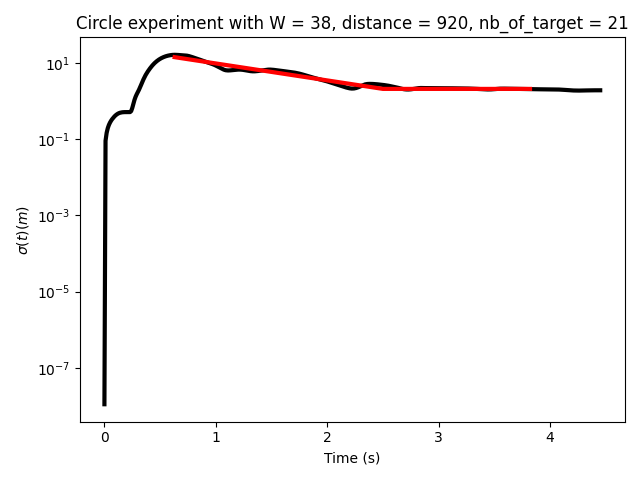 Circle experiment with W = 38, distance = 920, nb_of_target = 21
10¹
10⁻¹
10⁻³
10⁻⁵
10⁻⁷
σ(t)(m)
0 1 2 3 4
Time (s)